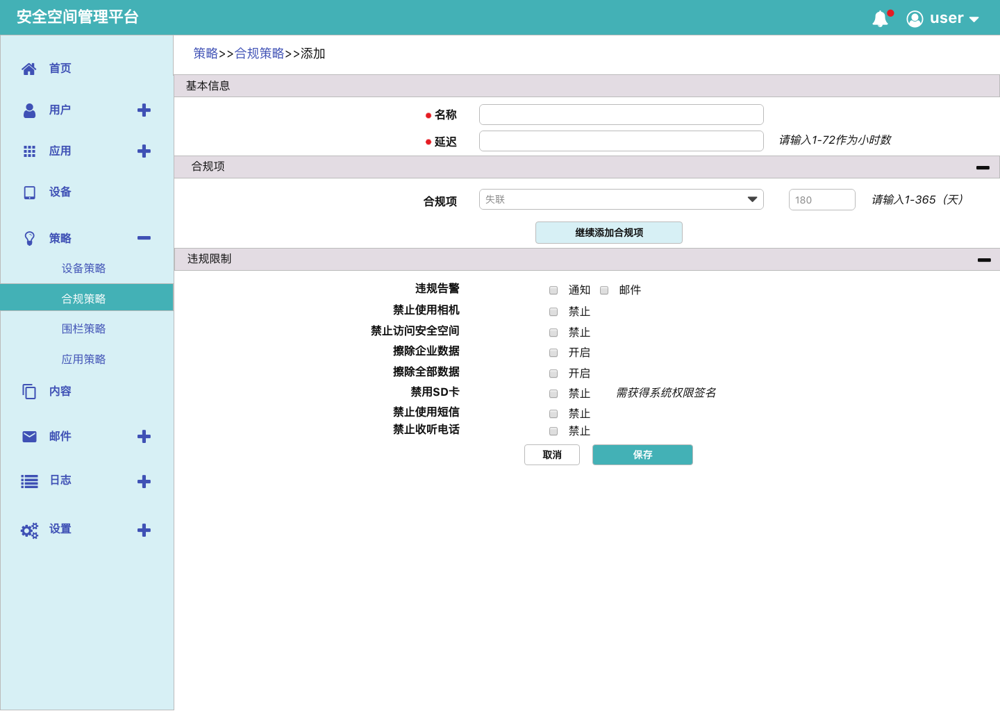 安全空间管理平台
user
首页
用户
应用
设备
策略
设备策略
合规策略
围栏策略
应用策略
内容
邮件
日志
设置
策略>>合规策略>>添加
基本信息
名称
延迟 请输入1-72作为小时数
合规项
合规项 失联 180 请输入1-365（天）
继续添加合规项
违规限制
违规告警 通知 邮件
禁止使用相机 禁止
禁止访问安全空间 禁止
擦除企业数据 开启
擦除全部数据 开启
禁用SD卡 禁止 需获得系统权限签名
禁止使用短信 禁止
禁止收听电话 禁止
取消 保存